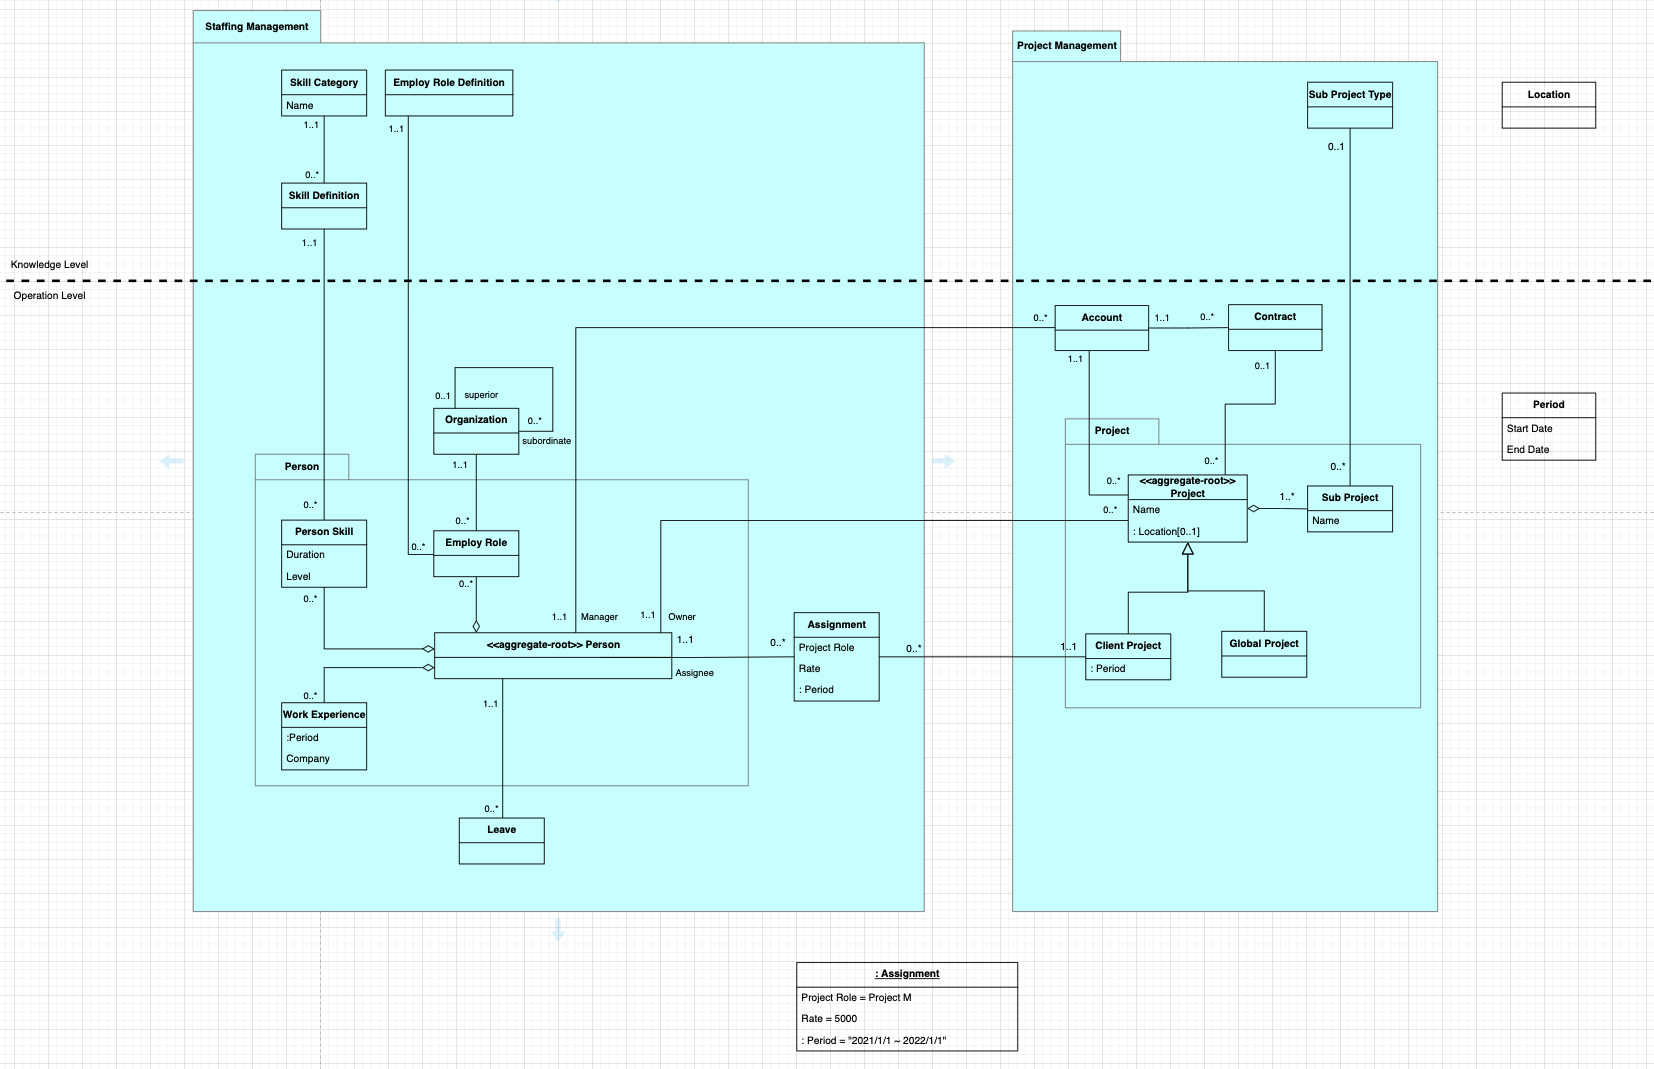 Staffing Management
Project Management
Skill Category
Name
Employ Role Definition
Sub Project Type
Location
1..1
1..1
0..1
0..*
Skill Definition
1..1
Knowledge Level
Operation Level
0..*
Account
1..1
0..*
Contract
1..1
0..1
0..1
superior
Organization
0..*
subordinate
Period
Start Date
End Date
Project
1..1
Person
0..*
0..*
0..*
<<aggregate-root>>
Project
Name
: Location[0..1]
1..*
Sub Project
Name
0..*
0..*
0..*
Person Skill
Duration
Level
Employ Role
0..*
0..*
0..*
1..1
Manager
1..1
Owner
<<aggregate-root>> Person
1..1
Assignee
0..*
Assignment
Project Role
Rate
: Period
0..*
1..1
Client Project
: Period
Global Project
0..*
Work Experience
:Period
Company
1..1
0..*
Leave
: Assignment
Project Role = Project M
Rate = 5000
: Period = "2021/1/1 ~ 2022/1/1"